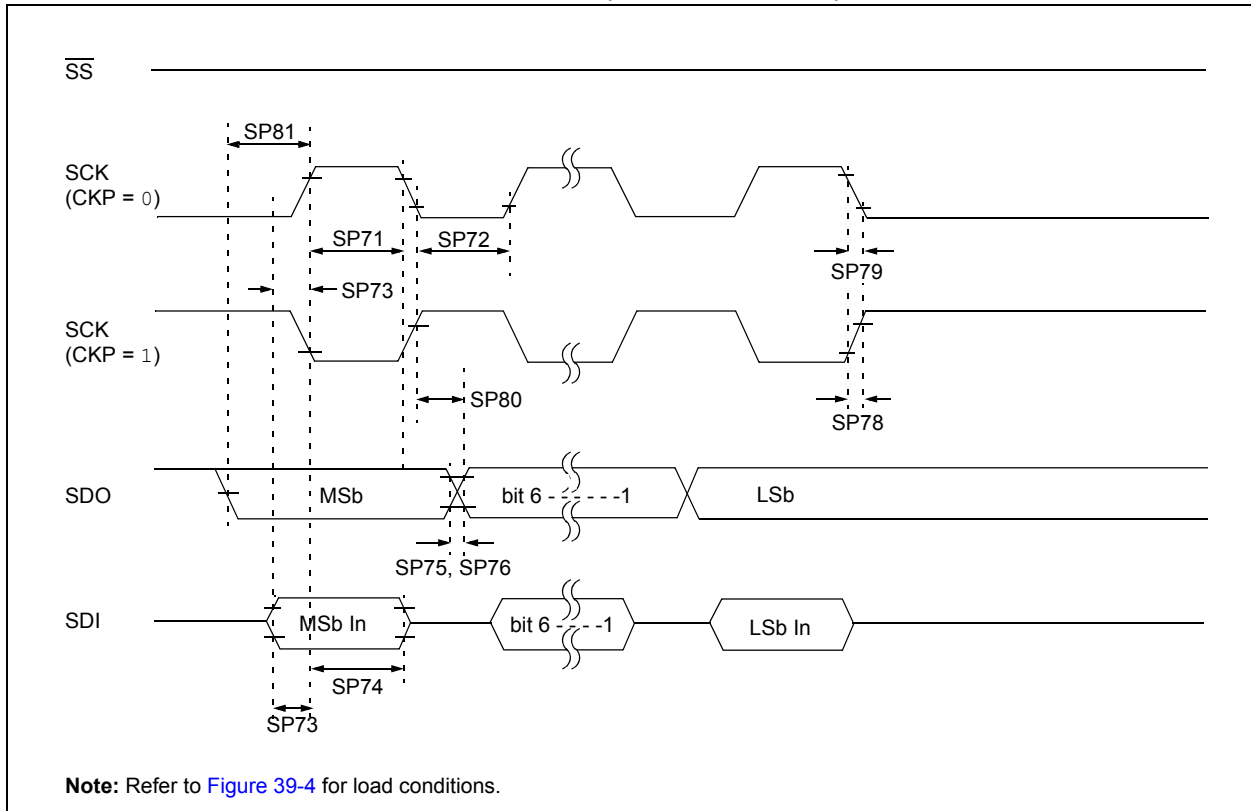 SS
SP81
SCK
(CKP = 0)
SP71
SP72
SP79
SP73
SCK
(CKP = 1)
SP80
SP78
SDO
MSb
bit 6 - - - - - -1
LSb
SP75, SP76
SDI
MSb In
bit 6 - - - -1
LSb In
SP74
SP73
Note: Refer to Figure 39-4 for load conditions.